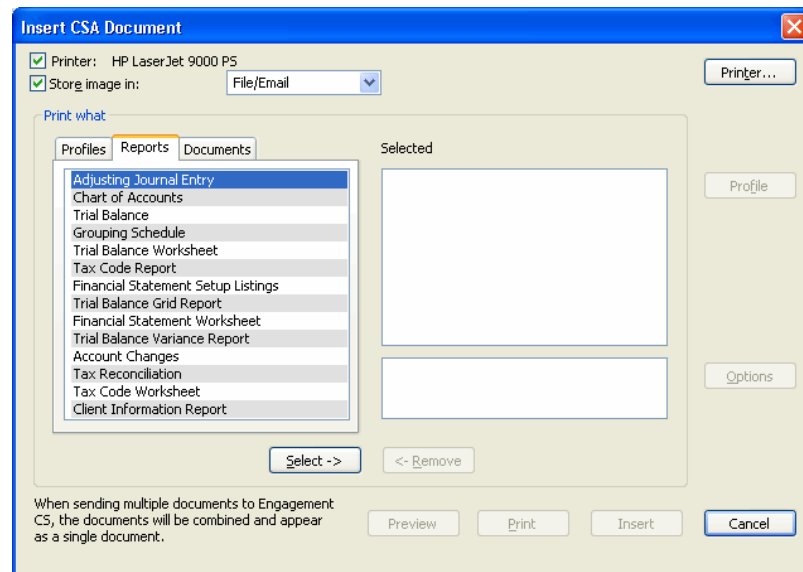 Insert CSA Document
Printer: HP LaserJet 9000 PS
Printer...
Store image in: File/Email
Print what
Profiles Reports Documents
Selected
Adjusting Journal Entry
Chart of Accounts
Trial Balance
Grouping Schedule
Trial Balance Worksheet
Tax Code Report
Financial Statement Setup Listings
Trial Balance Grid Report
Financial Statement Worksheet
Trial Balance Variance Report
Account Changes
Tax Reconciliation
Tax Code Worksheet
Client Information Report
Profile
Options
Select ->
<- Remove
When sending multiple documents to Engagement
CS, the documents will be combined and appear
as a single document.
Preview
Print
Insert
Cancel